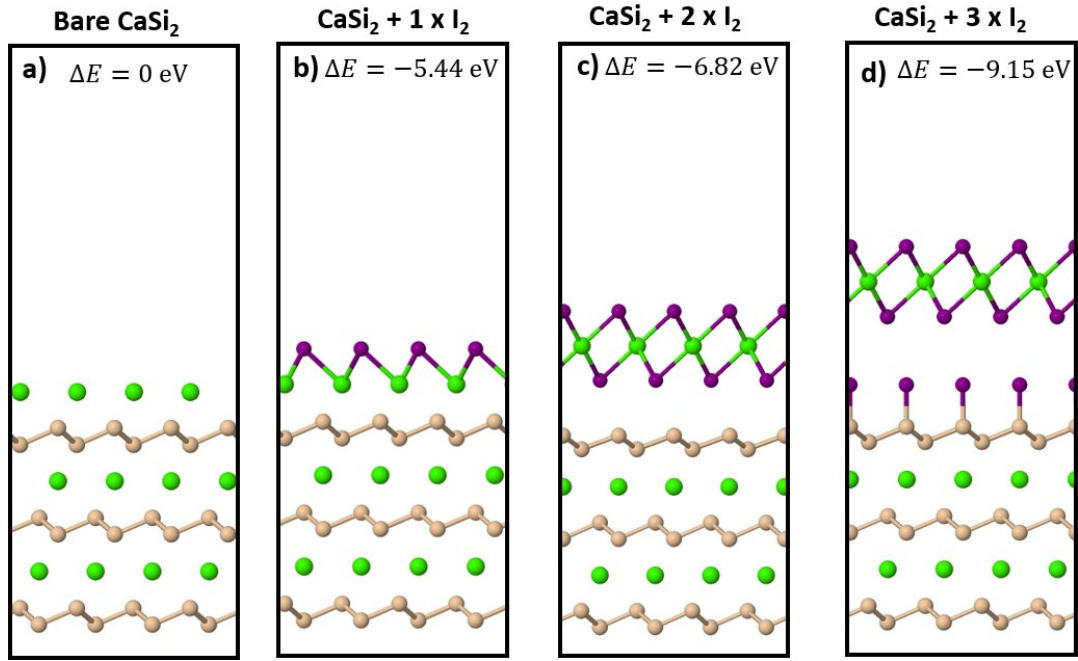 Bare CaSi₂
CaSi₂ + 1 x I₂
CaSi₂ + 2 x I₂
CaSi₂ + 3 x I₂
a) ΔE = 0 eV
b) ΔE = −5.44 eV
c) ΔE = −6.82 eV
d) ΔE = −9.15 eV